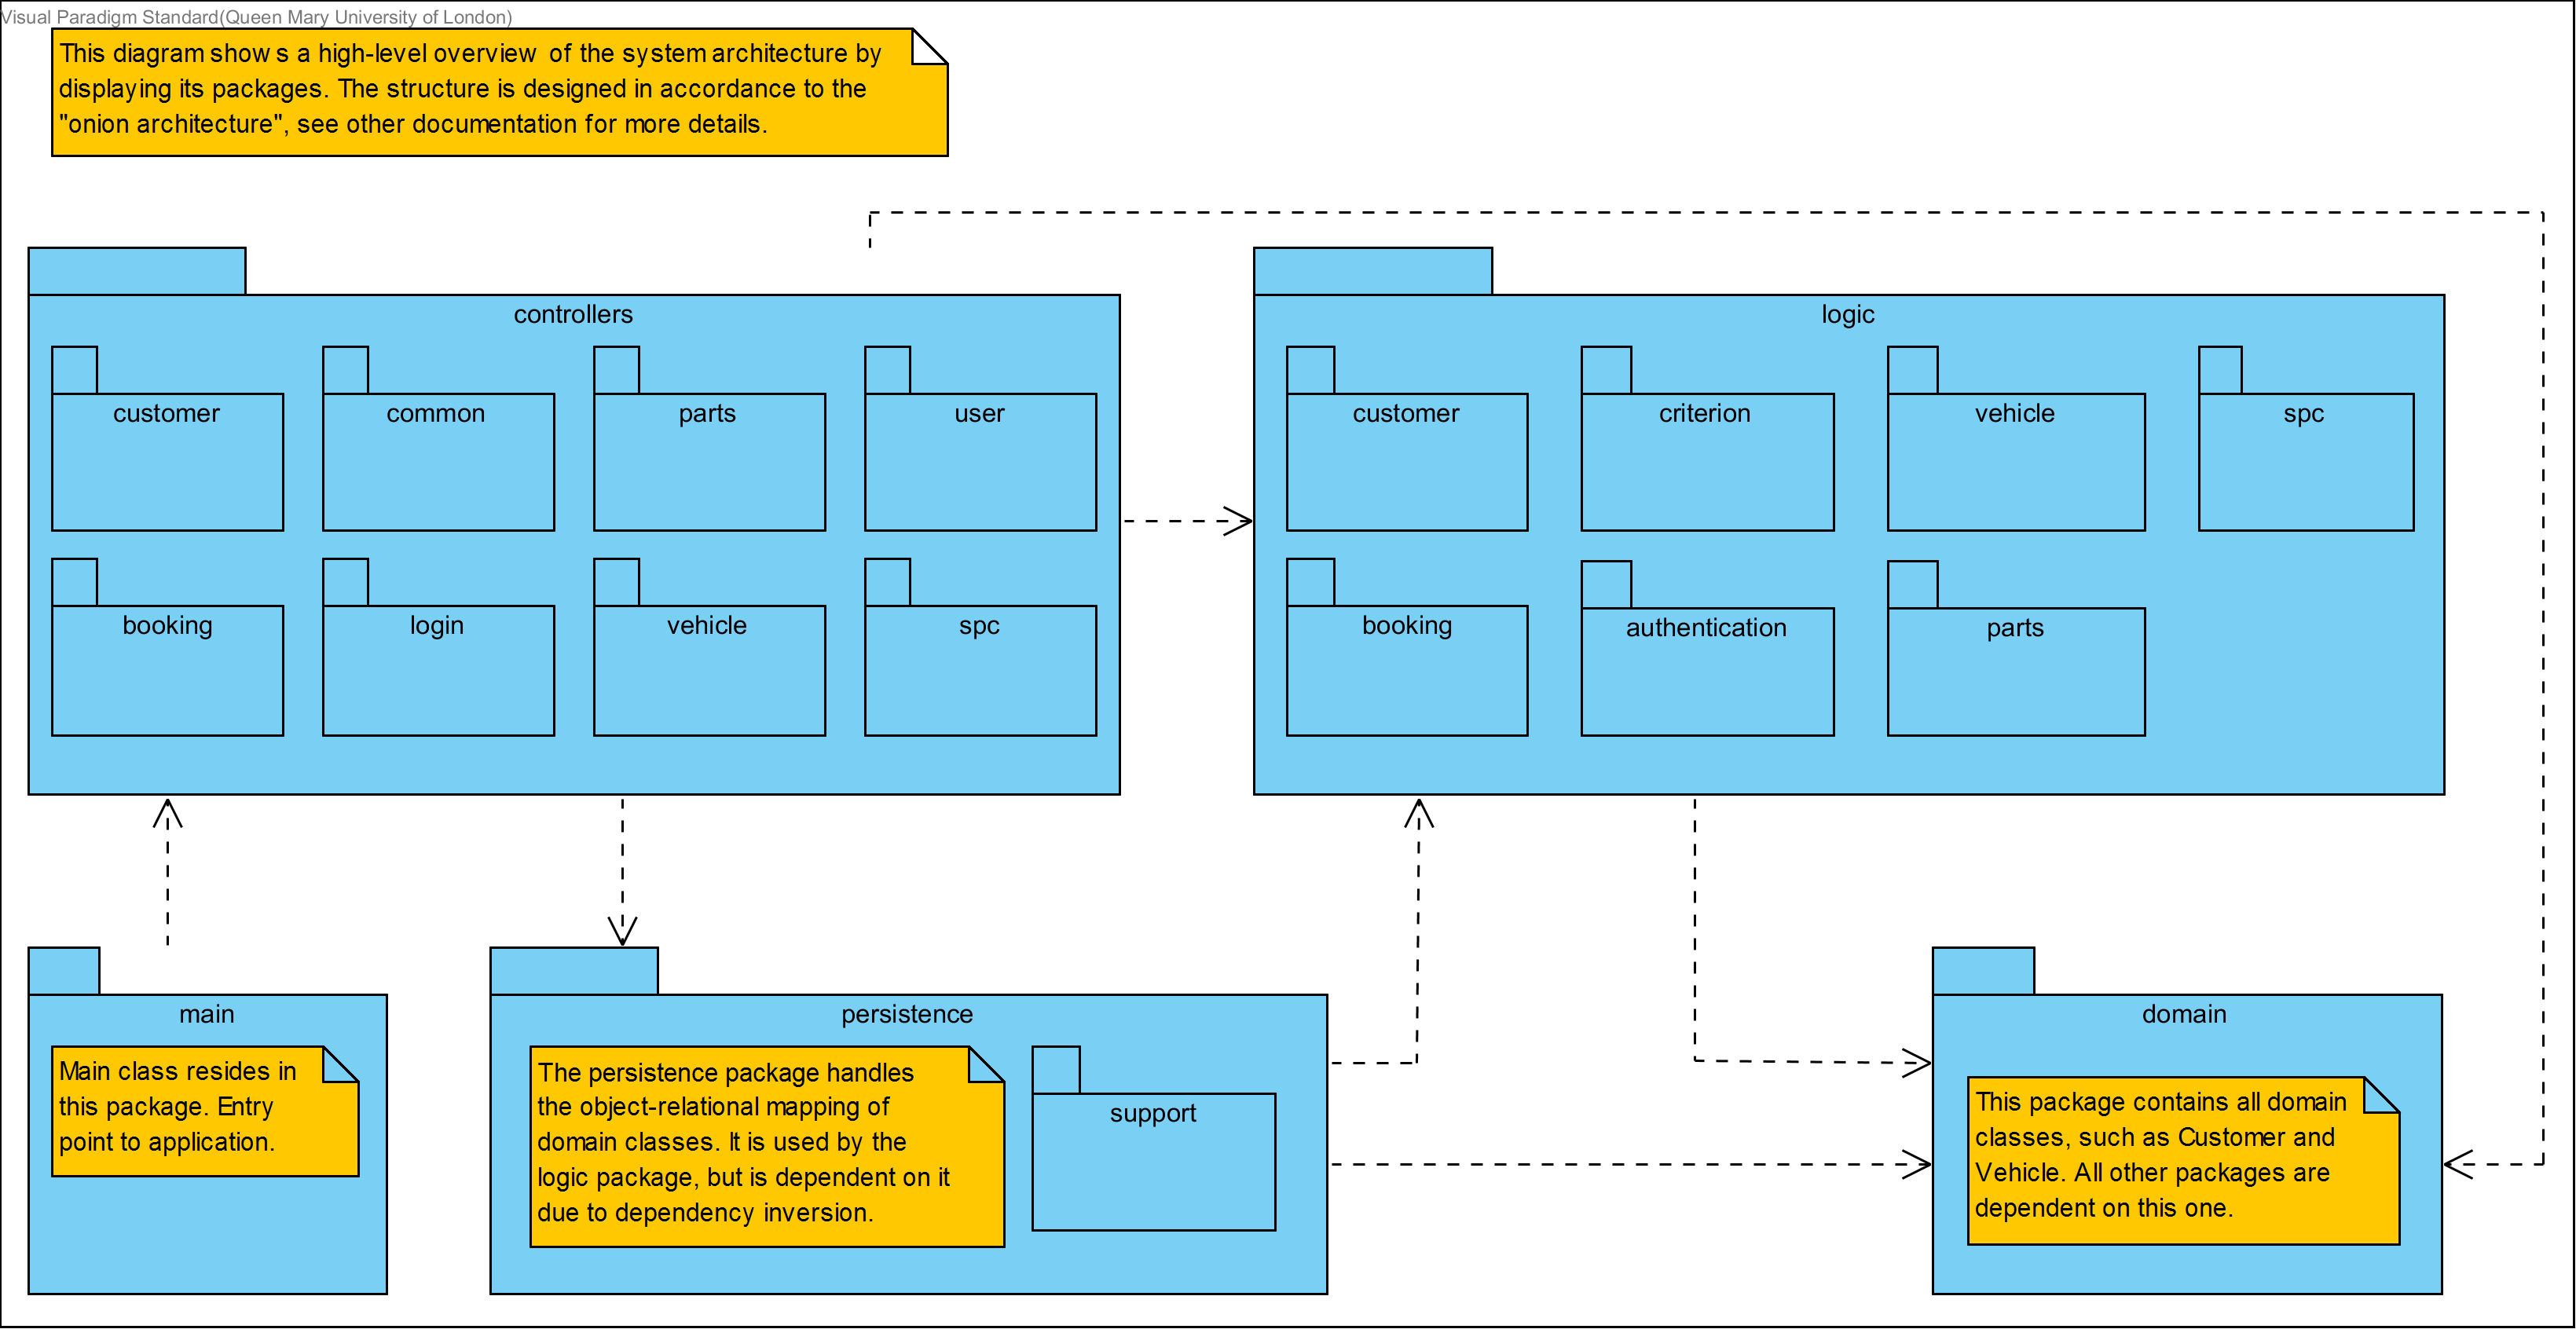 Visual Paradigm Standard(Queen Mary University of London)
This diagram shows a high-level overview of the system architecture by
displaying its packages. The structure is designed in accordance to the
"onion architecture", see other documentation for more details.
controllers
customer
common
parts
user
booking
login
vehicle
spc
logic
customer
criterion
vehicle
spc
booking
authentication
parts
main
Main class resides in
this package. Entry
point to application.
persistence
The persistence package handles
the object-relational mapping of
domain classes. It is used by the
logic package, but is dependent on it
due to dependency inversion.
support
domain
This package contains all domain
classes, such as Customer and
Vehicle. All other packages are
dependent on this one.